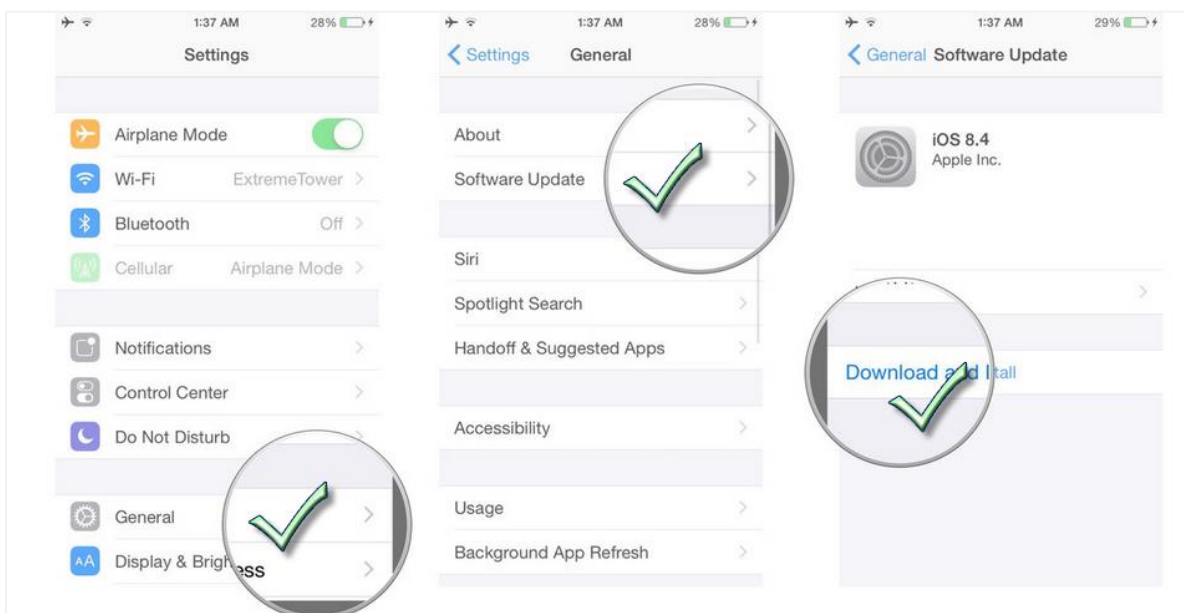 1:37 AM 28%
Settings
Airplane Mode
Wi-Fi ExtremeTower
Bluetooth Off
Cellular Airplane Mode
Notifications
Control Center
Do Not Disturb
General
Display & Brigh ess
1:37 AM 28%
Settings General
About
Software Update
Siri
Spotlight Search
Handoff & Suggested Apps
Accessibility
Usage
Background App Refresh
1:37 AM 29%
General Software Update
iOS 8.4
Apple Inc.
Download and I tall